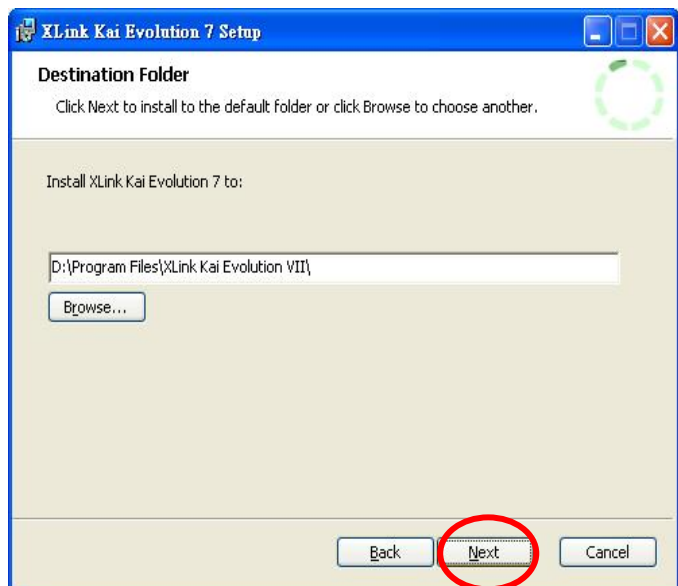 XLink Kai Evolution 7 Setup
Destination Folder
Click Next to install to the default folder or click Browse to choose another.
Install XLink Kai Evolution 7 to:
D:\Program Files\XLink Kai Evolution VII\
Browse...
Back Next Cancel